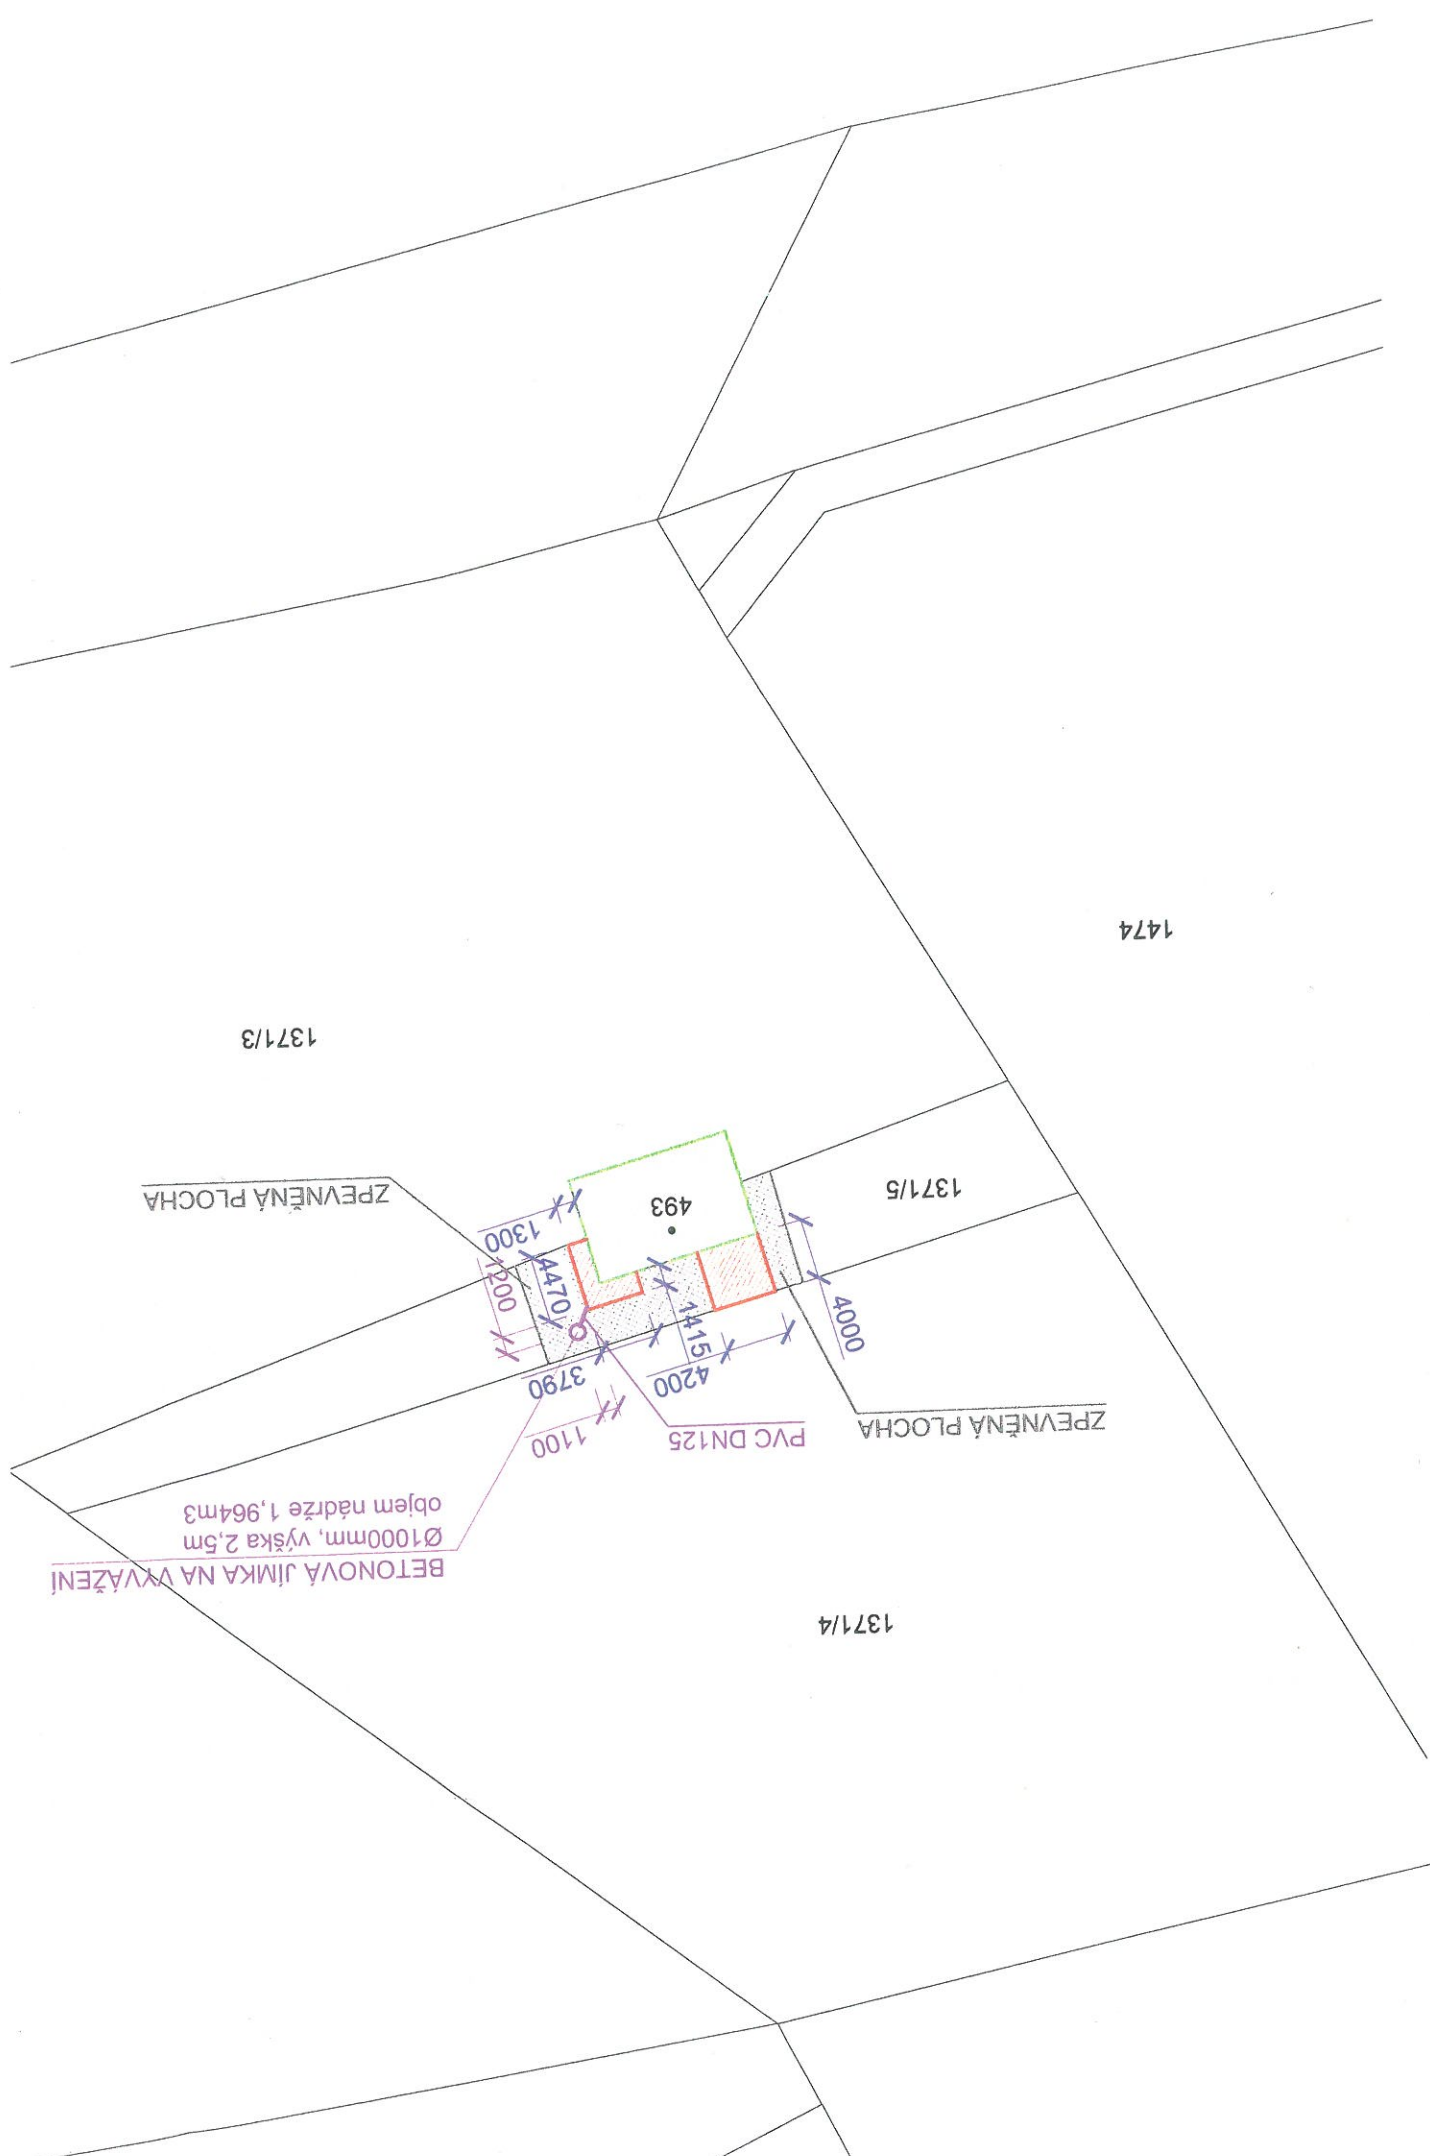 1371/4
BETONOVÁ JÍMKA NA VYVÁŽENÍ
Ø1000mm, výška 2,5m
objem nádrže 1,964m3
ZPEVNĚNÁ PLOCHA
PVC DN125
1100
4200
3790
4000
1415
4470
1200
1300
493
1371/5
ZPEVNĚNÁ PLOCHA
1371/3
1474